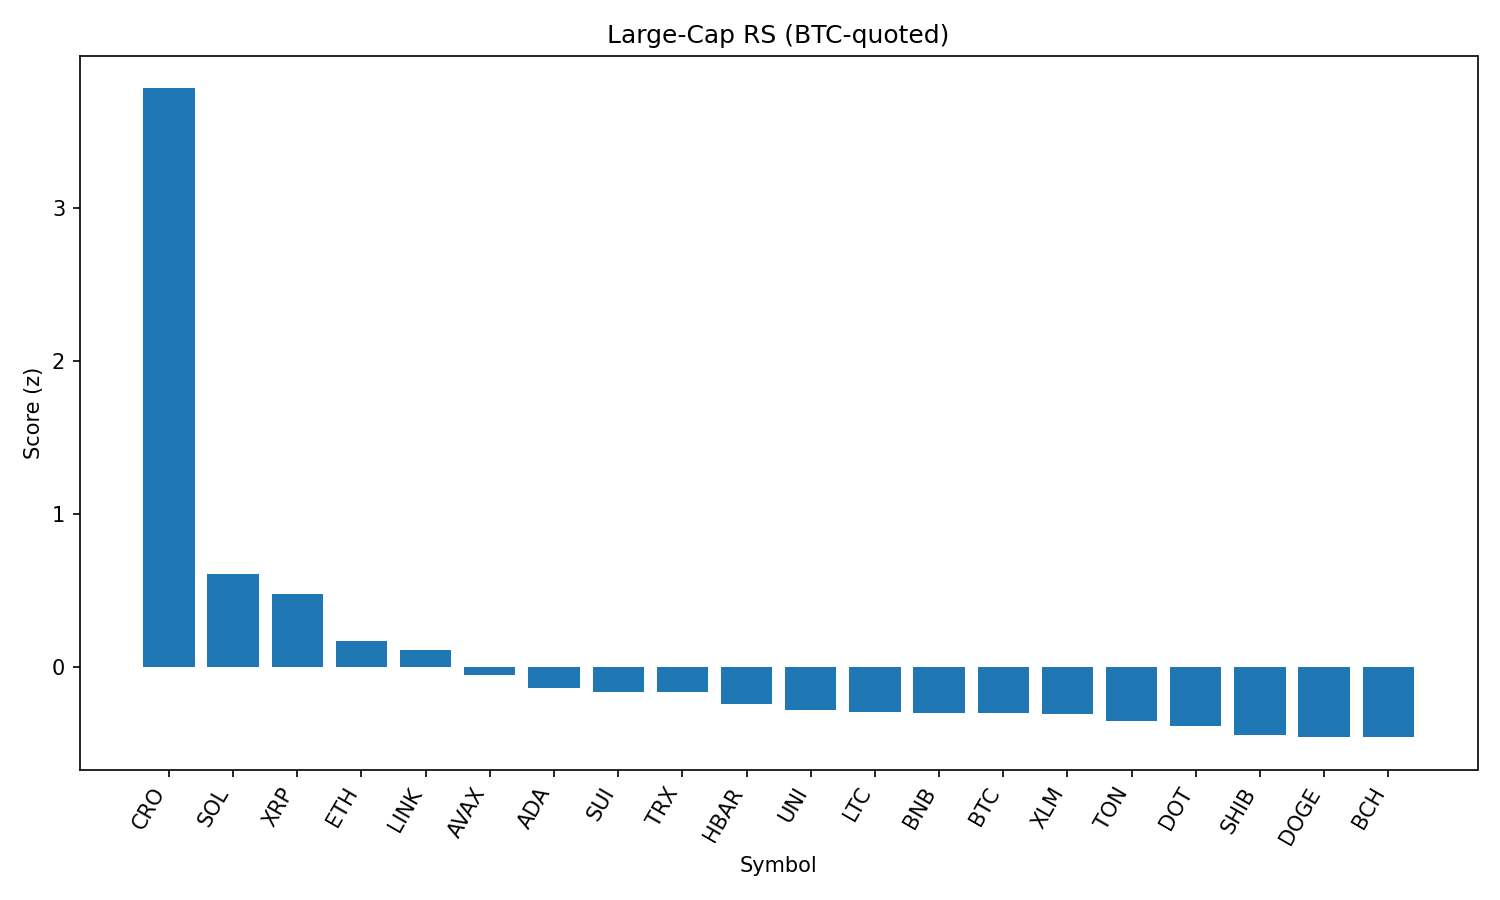 Large-Cap RS (BTC-quoted)
Score (z)
3
2
1
0
CRO
SOL
XRP
ETH
LINK
AVAX
ADA
SUI
TRX
HBAR
UNI
LTC
BNB
BTC
XLM
TON
DOT
SHIB
DOGE
BCH
Symbol